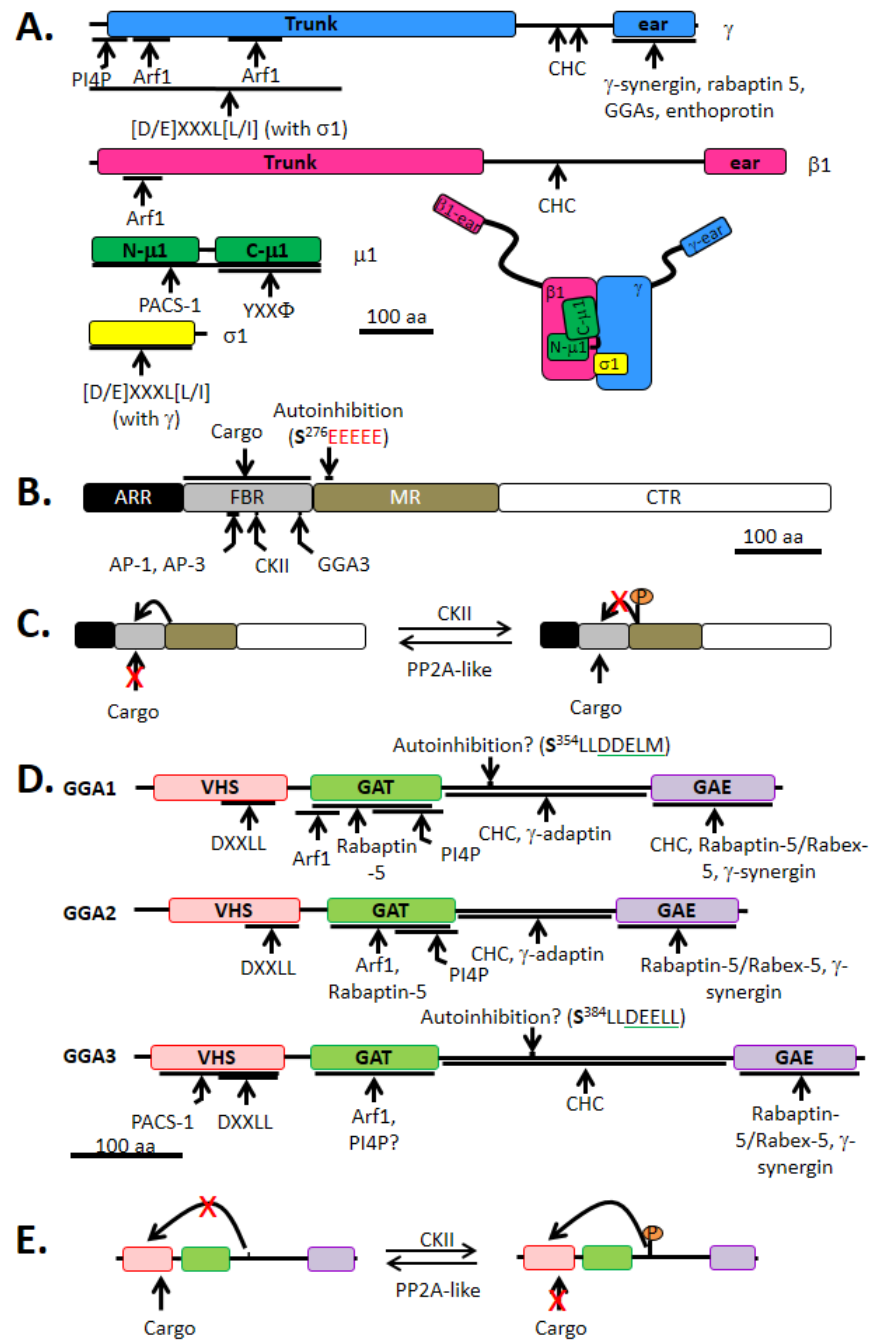 A.
Trunk
ear
γ
PI4P
Arf1
Arf1
CHC
γ-synergin, rabaptin 5,
GGAs, enthoprotin
[D/E]XXXL[L/I] (with σ1)
Trunk
ear
β1
Arf1
CHC
N-μ1
C-μ1
μ1
PACS-1
YXXΦ
100 aa
σ1
[D/E]XXXL[L/I]
(with γ)
β1-ear
γ-ear
β1
γ
C-μ1
N-μ1
σ1
B.
Cargo
Autoinhibition
(S276EEEEE)
ARR
FBR
MR
CTR
AP-1, AP-3
CKII
GGA3
100 aa
C.
X
Cargo
CKII
PP2A-like
X
P
Cargo
D.
Autoinhibition? (S354LLDDELM)
GGA1
VHS
GAT
GAE
DXXLL
Arf1
Rabaptin
-5
PI4P
CHC, γ-adaptin
CHC, Rabaptin-5/Rabex-
5, γ-synergin
GGA2
VHS
GAT
GAE
DXXLL
Arf1,
Rabaptin-5
PI4P
CHC, γ-adaptin
Rabaptin-5/Rabex-5, γ-
synergin
Autoinhibition? (S384LLDEELL)
GGA3
VHS
GAT
GAE
PACS-1
DXXLL
Arf1,
PI4P?
CHC
Rabaptin-
5/Rabex-5, γ-
synergin
100 aa
E.
X
Cargo
CKII
PP2A-like
P
X
Cargo